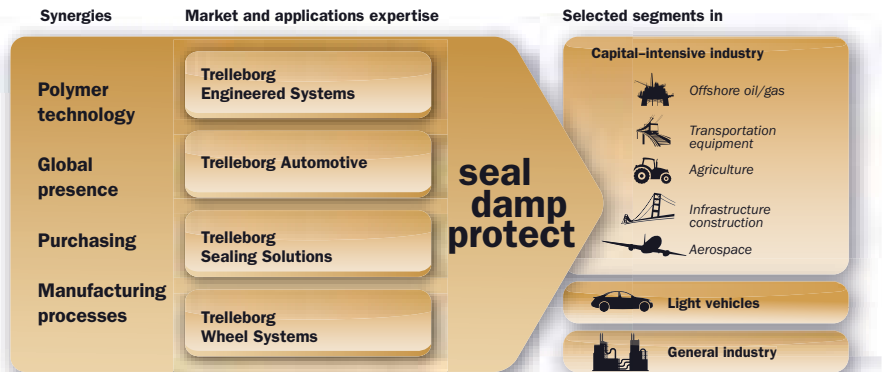 Synergies
Market and applications expertise
Selected segments in
Polymer
technology
Global
presence
Purchasing
Manufacturing
processes
Trelleborg
Engineered Systems
Trelleborg Automotive
Trelleborg
Sealing Solutions
Trelleborg
Wheel Systems
seal
damp
protect
Capital–intensive industry
Offshore oil/gas
Transportation
equipment
Agriculture
Infrastructure
construction
Aerospace
Light vehicles
General industry